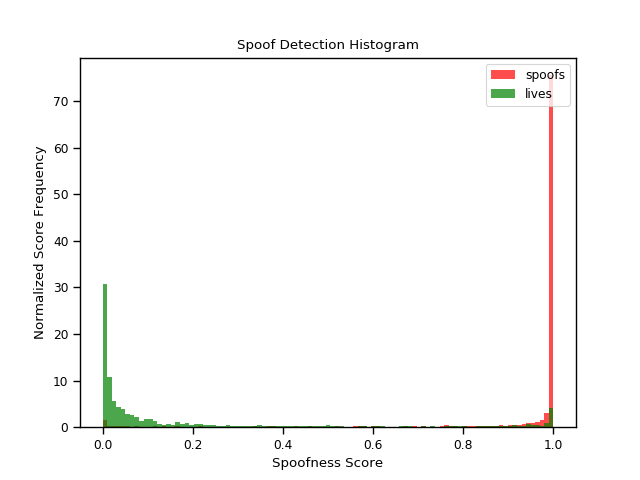 Spoof Detection Histogram
spoofs
lives
Normalized Score Frequency
70
60
50
40
30
20
10
0
0.0 0.2 0.4 0.6 0.8 1.0
Spoofness Score